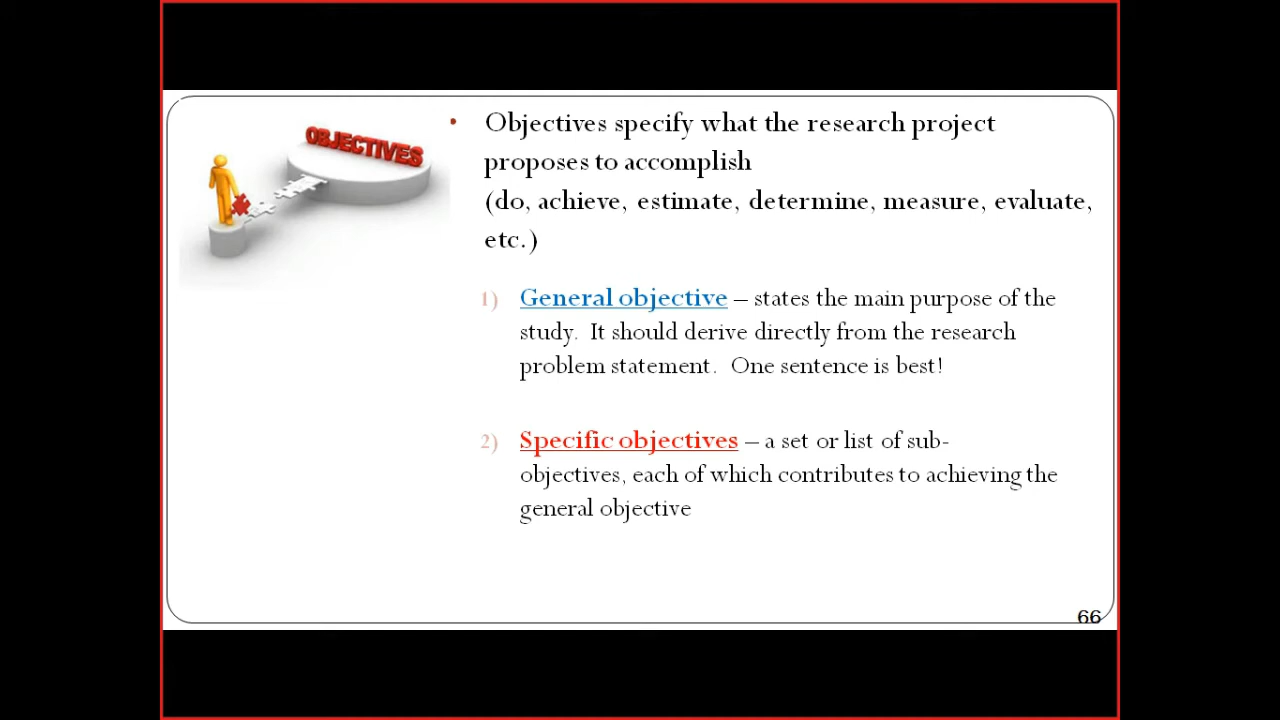 OBJECTIVES
• Objectives specify what the research project
proposes to accomplish
(do, achieve, estimate, determine, measure, evaluate,
etc.)
1) General objective – states the main purpose of the
study. It should derive directly from the research
problem statement. One sentence is best!
2) Specific objectives – a set or list of sub-
objectives, each of which contributes to achieving the
general objective
66